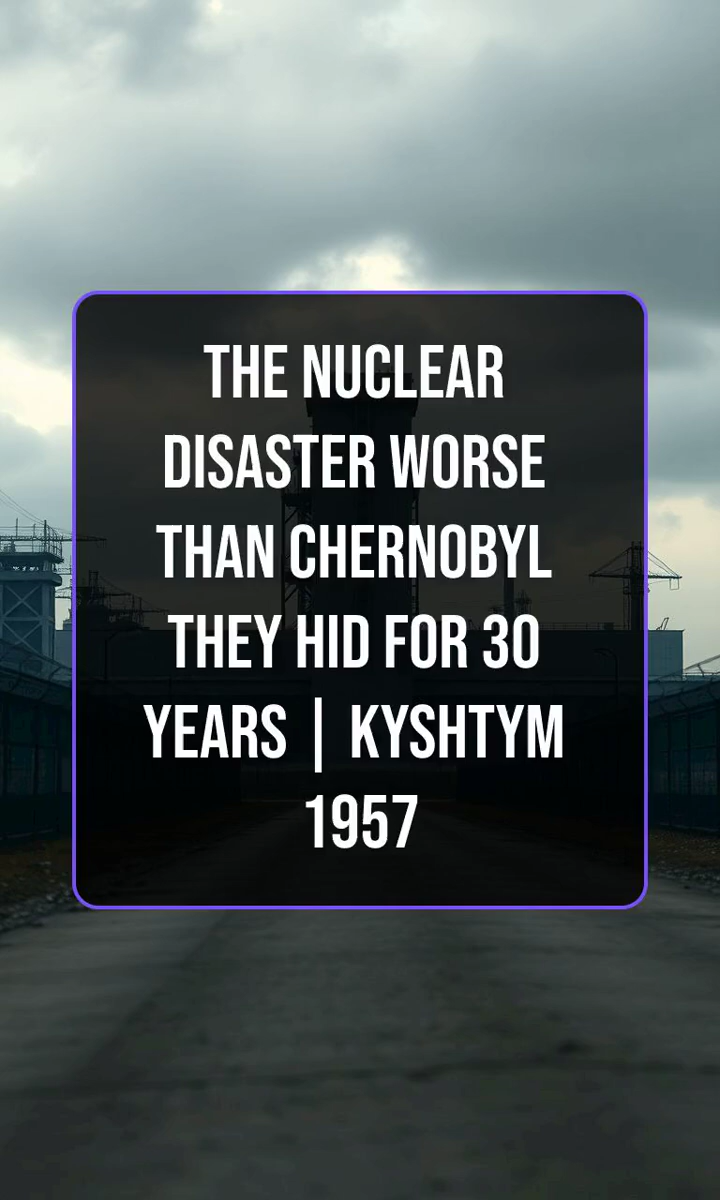 THE NUCLEAR
DISASTER WORSE
THAN CHERNOBYL
THEY HID FOR 30
YEARS | KYSHTYM
1957